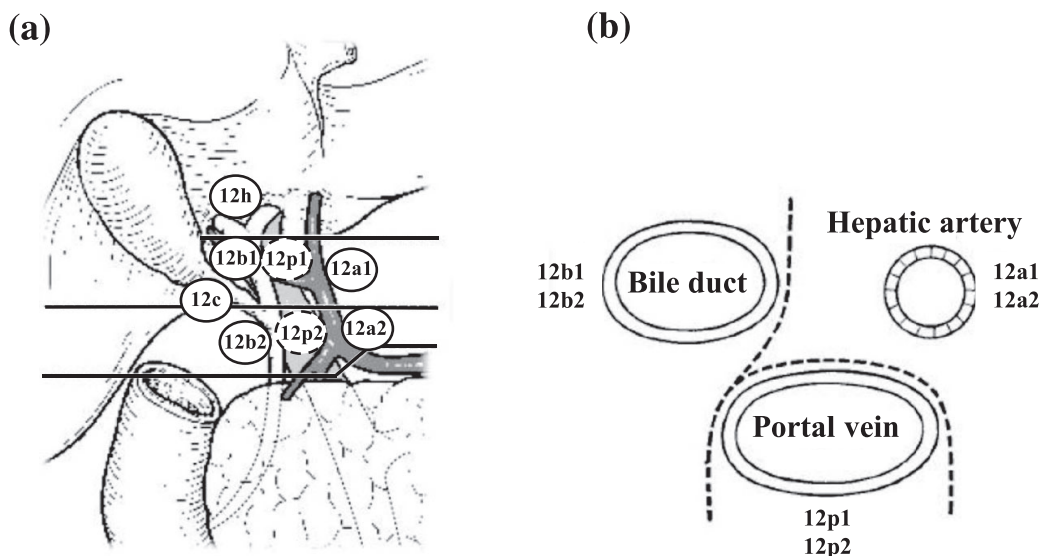 (a)
12h
12b1
12p1
12a1
12c
12b2
12p2
12a2
(b)
Hepatic artery
12b1
12b2
Bile duct
12a1
12a2
Portal vein
12p1
12p2